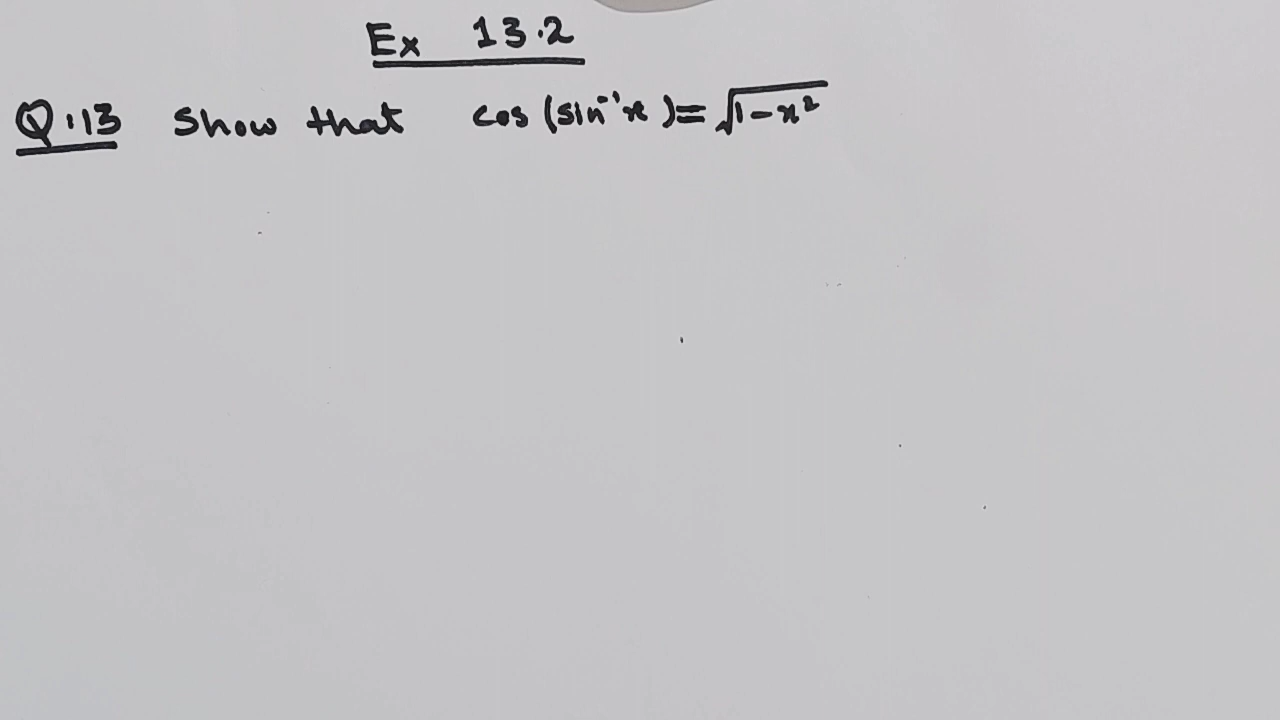 Ex 13.2
Q.13 Show that cos (sin⁻¹x) = √1-x²